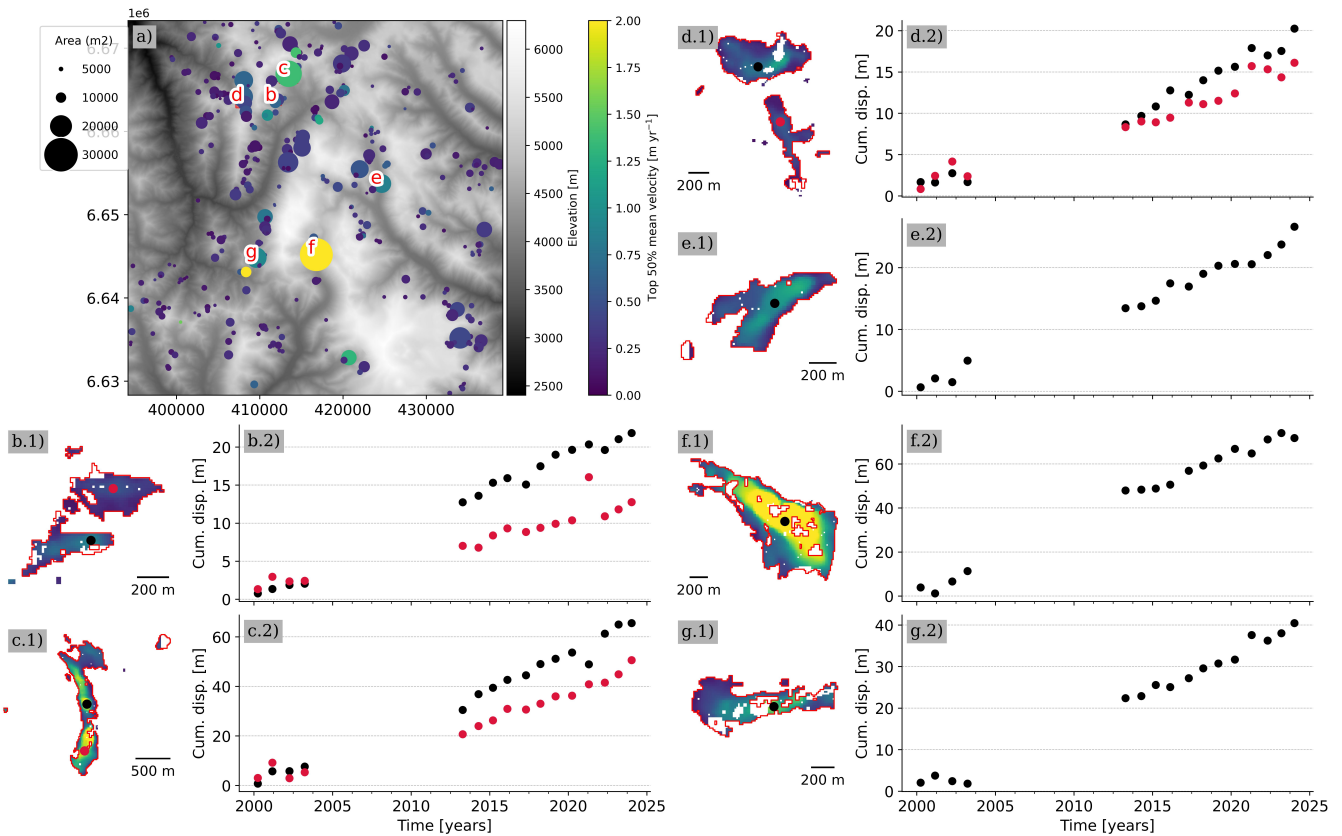 1e6
a)
Area (m2)
5000
10000
20000
30000
6.67
6.66
6.65
6.64
6.63
400000
410000
420000
430000
c
d
b
e
g
f
6000
5500
5000
4500
4000
3500
3000
2500
Elevation [m]
2.00
1.75
1.50
1.25
1.00
0.75
0.50
0.25
0.00
Top 50% mean velocity [m yr⁻¹]
d.1)
200 m
d.2)
20
15
10
5
0
Cum. disp. [m]
e.1)
200 m
e.2)
20
10
0
Cum. disp. [m]
b.1)
200 m
b.2)
20
15
10
5
0
Cum. disp. [m]
f.1)
200 m
f.2)
60
40
20
0
Cum. disp. [m]
c.1)
500 m
c.2)
60
40
20
0
Cum. disp. [m]
2000
2005
2010
2015
2020
2025
Time [years]
g.1)
200 m
g.2)
40
30
20
10
0
Cum. disp. [m]
2000
2005
2010
2015
2020
2025
Time [years]